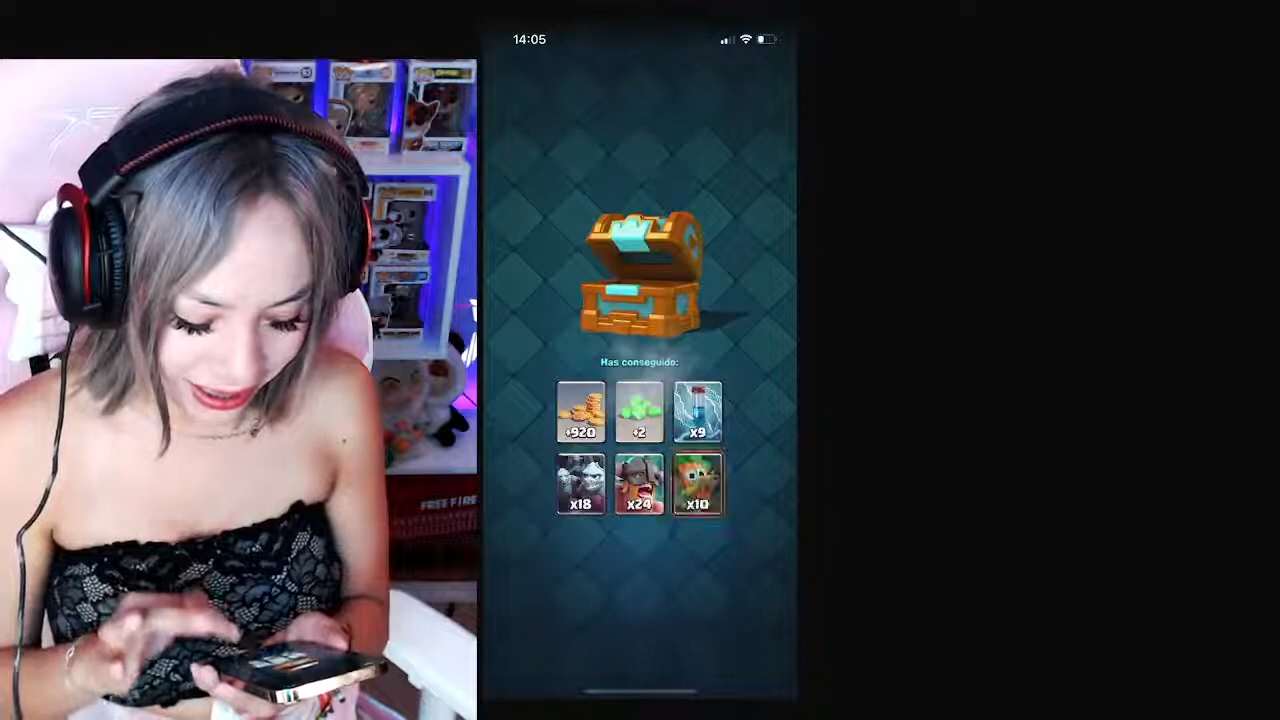 14:05
Has conseguido:
+920
+2
x9
x18
x24
x10
FREE FIRE